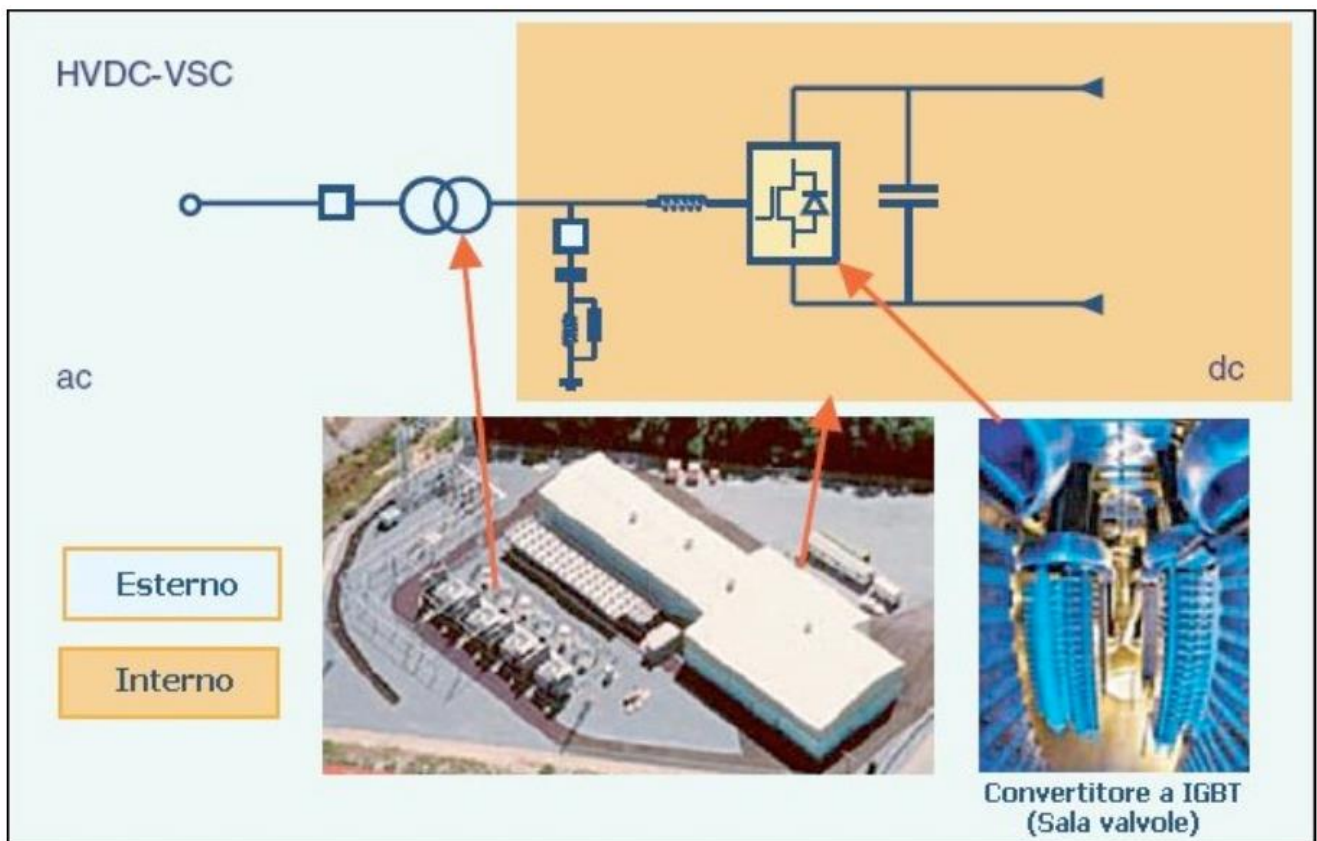 HVDC-VSC
ac
dc
Esterno
Interno
Convertitore a IGBT
(Sala valvole)